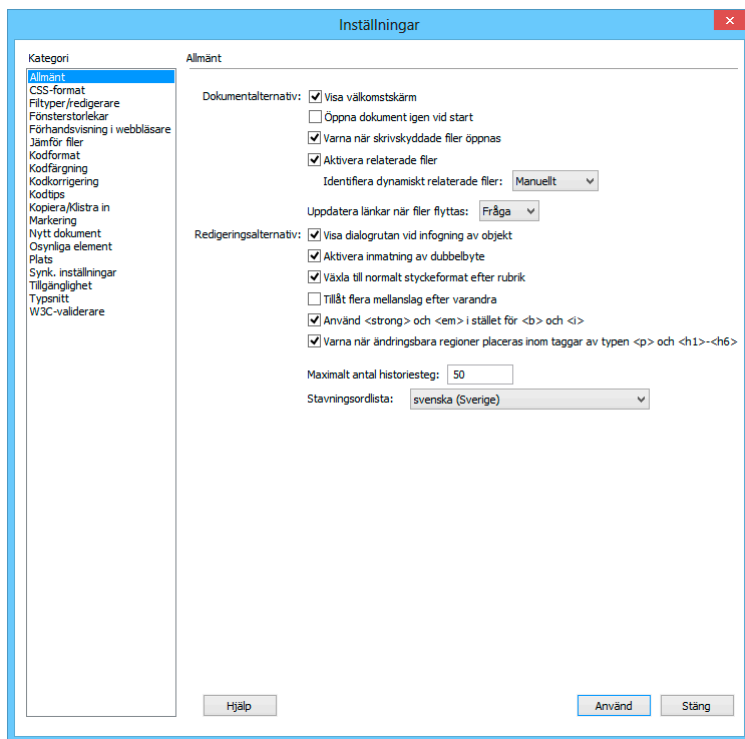 Inställningar
Kategori
Allmänt
CSS-format
Filtyper/redigerare
Fönsterstorlekar
Förhandsvisning i webbläsare
Jämför filer
Kodformat
Kodfärgning
Kodkorrigering
Kodtips
Kopiera/Klistra in
Markering
Nytt dokument
Osynliga element
Plats
Synk. inställningar
Tillgänglighet
Typsnitt
W3C-validerare
Allmänt
Dokumentalternativ: Visa välkomstskärm
Öppna dokument igen vid start
Varna när skrivskyddade filer öppnas
Aktivera relaterade filer
Identifiera dynamiskt relaterade filer: Manuellt
Uppdatera länkar när filer flyttas: Fråga
Redigeringsalternativ: Visa dialogrutan vid infogning av objekt
Aktivera inmatning av dubbelbyte
Växla till normalt styckeformat efter rubrik
Tillåt flera mellanslag efter varandra
Använd <strong> och <em> i stället för <b> och <i>
Varna när ändringsbara regioner placeras inom taggar av typen <p> och <h1>-<h6>
Maximalt antal historiesteg: 50
Stavningsordlista: svenska (Sverige)
Hjälp
Använd
Stäng